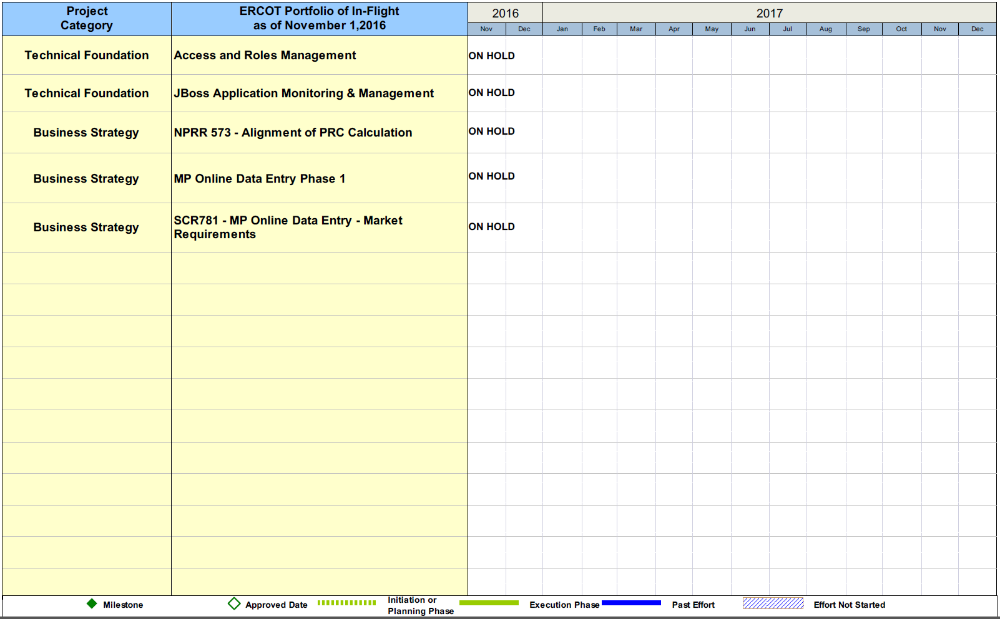 Project
Category
ERCOT Portfolio of In-Flight
as of November 1,2016
2016
2017
Nov Dec Jan Feb Mar Apr May Jun Jul Aug Sep Oct Nov Dec
Technical Foundation Access and Roles Management ON HOLD
Technical Foundation JBoss Application Monitoring & Management ON HOLD
Business Strategy NPRR 573 - Alignment of PRC Calculation ON HOLD
Business Strategy MP Online Data Entry Phase 1 ON HOLD
Business Strategy SCR781 - MP Online Data Entry - Market
Requirements ON HOLD
Milestone
Approved Date
Initiation or
Planning Phase
Execution Phase
Past Effort
Effort Not Started